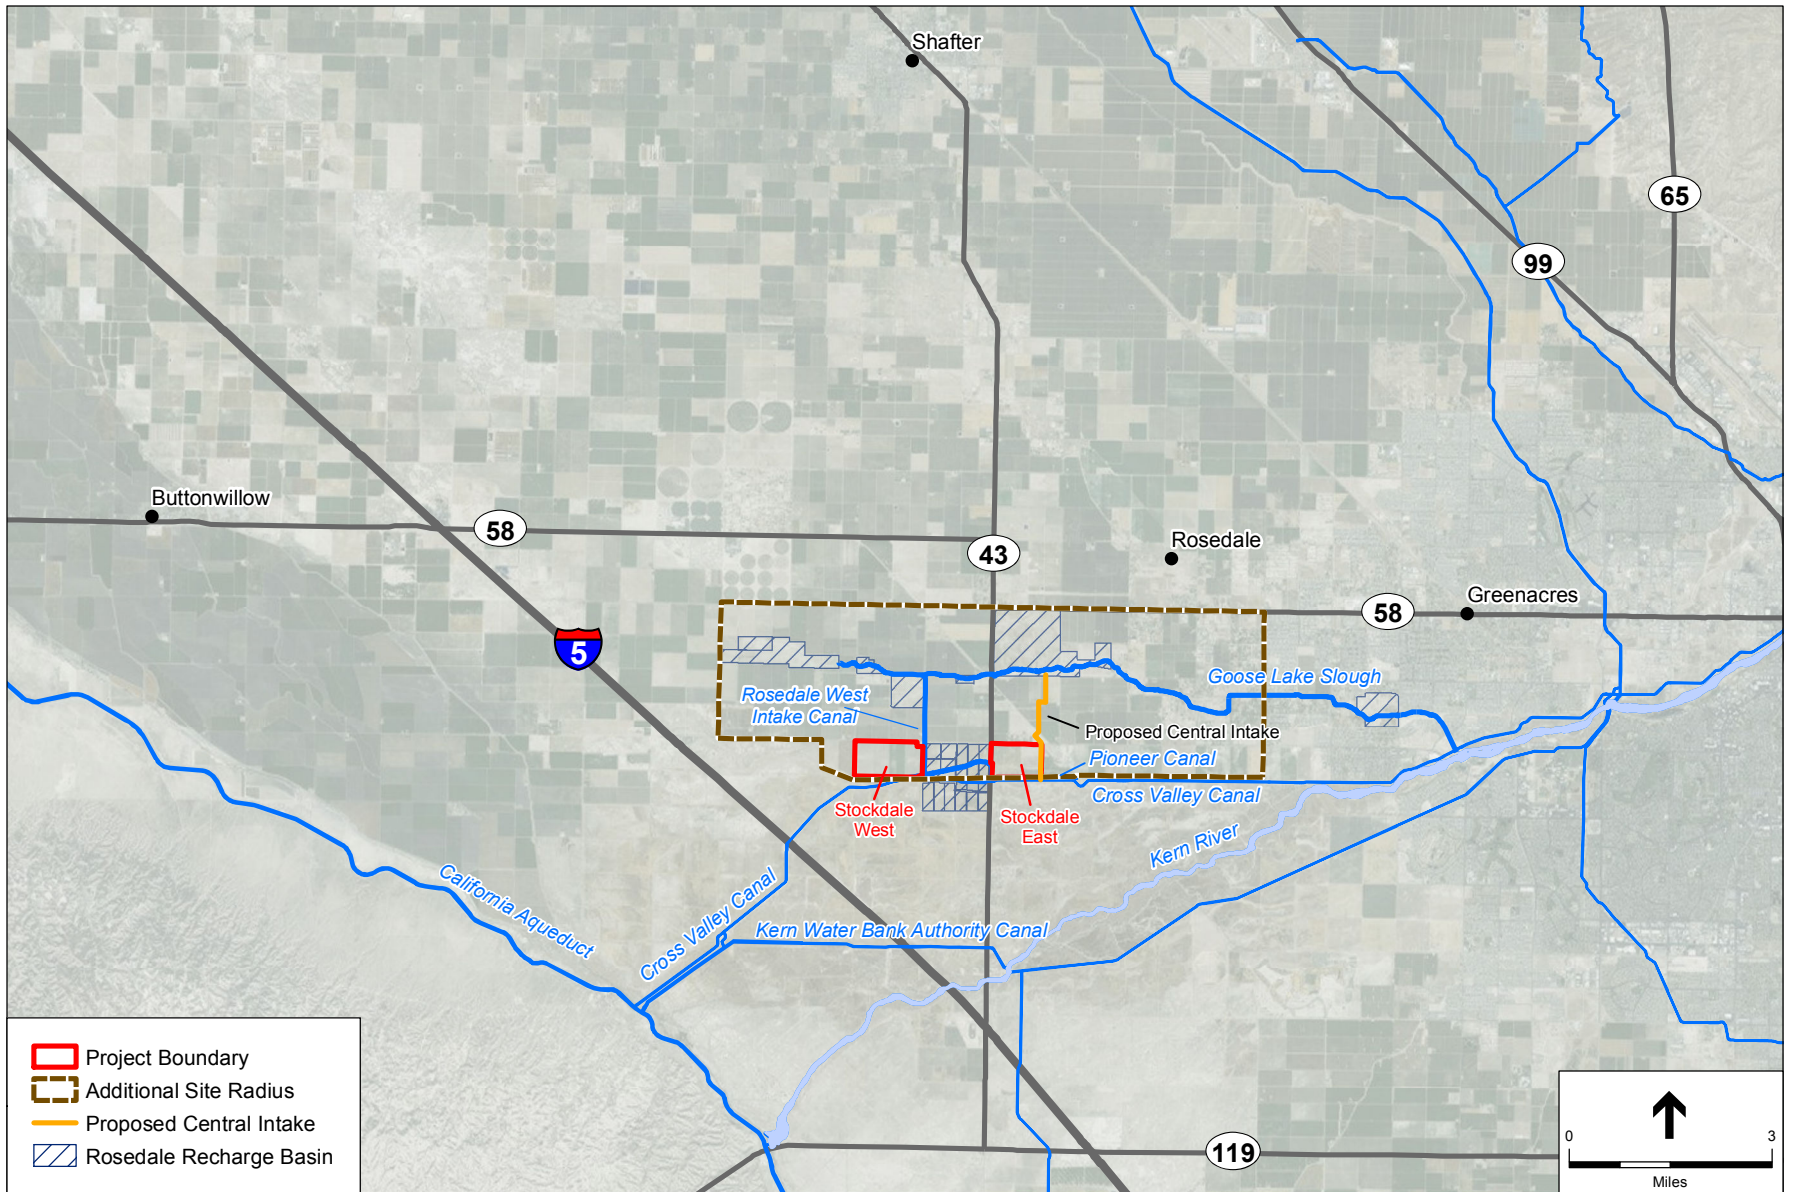 Shafter
65
99
Buttonwillow
58
43
Rosedale
Greenacres
58
5
Goose Lake Slough
Rosedale West
Intake Canal
Proposed Central Intake
Pioneer Canal
Cross Valley Canal
Stockdale
West
Stockdale
East
Kern River
California Aqueduct
Cross Valley Canal
Kern Water Bank Authority Canal
Project Boundary
Additional Site Radius
Proposed Central Intake
Rosedale Recharge Basin
119
0 3
Miles